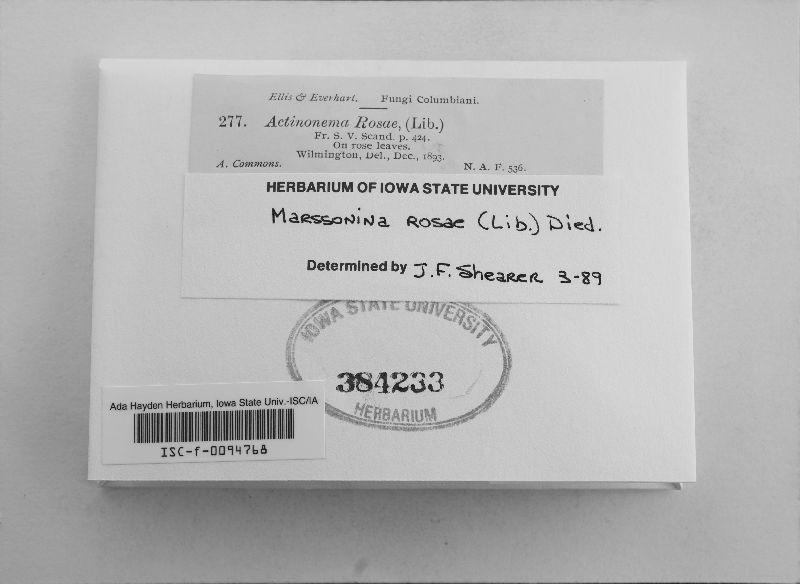 Ellis & Everhart. Fungi Columbiani.
277. Actinonema Rosae, (Lib.)
Fr. S. V. Scand. p. 424.
On rose leaves.
Wilmington, Del., Dec., 1893.
A. Commons. N. A. F. 536.
HERBARIUM OF IOWA STATE UNIVERSITY
Marssonina rosae (Lib.) Died.
Determined by J.F. Shearer 3-89
IOWA STATE UNIVERSITY
384233
HERBARIUM
Ada Hayden Herbarium, Iowa State Univ.-ISC/IA
ISC-f-0094768